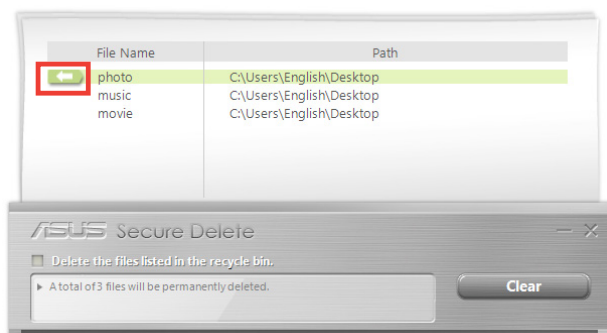 File Name Path
photo C:\Users\English\Desktop
music C:\Users\English\Desktop
movie C:\Users\English\Desktop
ASUS Secure Delete
Delete the files listed in the recycle bin.
A total of 3 files will be permanently deleted.
Clear